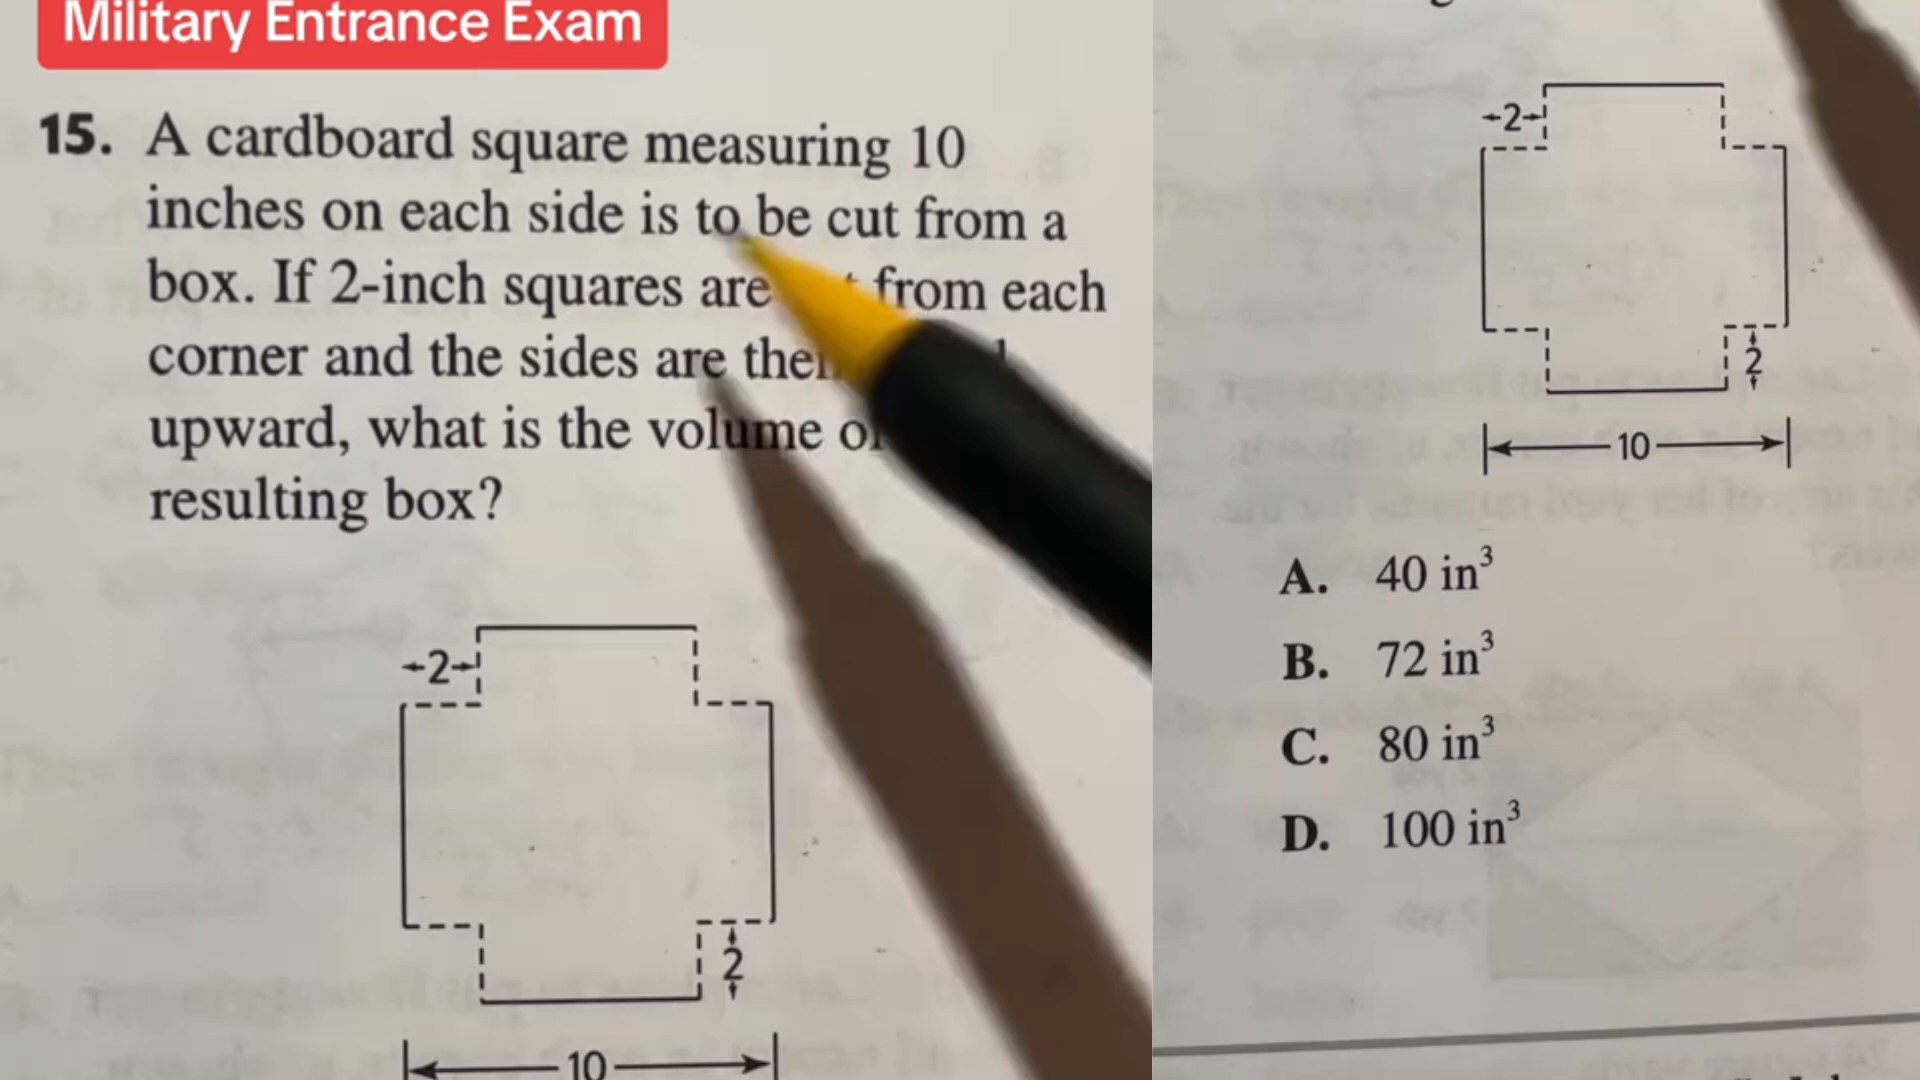 Military Entrance Exam
15. A cardboard square measuring 10
inches on each side is to be cut from a
box. If 2-inch squares are from each
corner and the sides are
upward, what is the volume
resulting box?
2
2
10
2
2
10
A. 40 in³
B. 72 in³
C. 80 in³
D. 100 in³